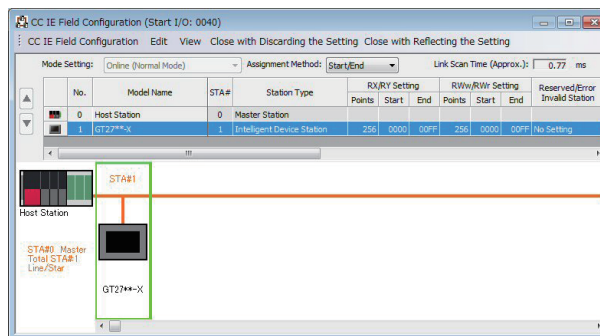 CC IE Field Configuration (Start I/O: 0040)
CC IE Field Configuration Edit View Close with Discarding the Setting Close with Reflecting the Setting
Mode Setting: Online (Normal Mode) Assignment Method: Start/End Link Scan Time (Approx.): 0.77 ms
No. Model Name STA# Station Type RX/RY Setting RWw/RWr Setting Reserved/Error Invalid Station
Points Start End Points Start End
0 Host Station 0 Master Station
1 GT27**-X 1 Intelligent Device Station 256 0000 00FF 256 0000 00FF No Setting
STA#1
Host Station
STA#0 Master
Total STA#1
Line/Star
GT27**-X